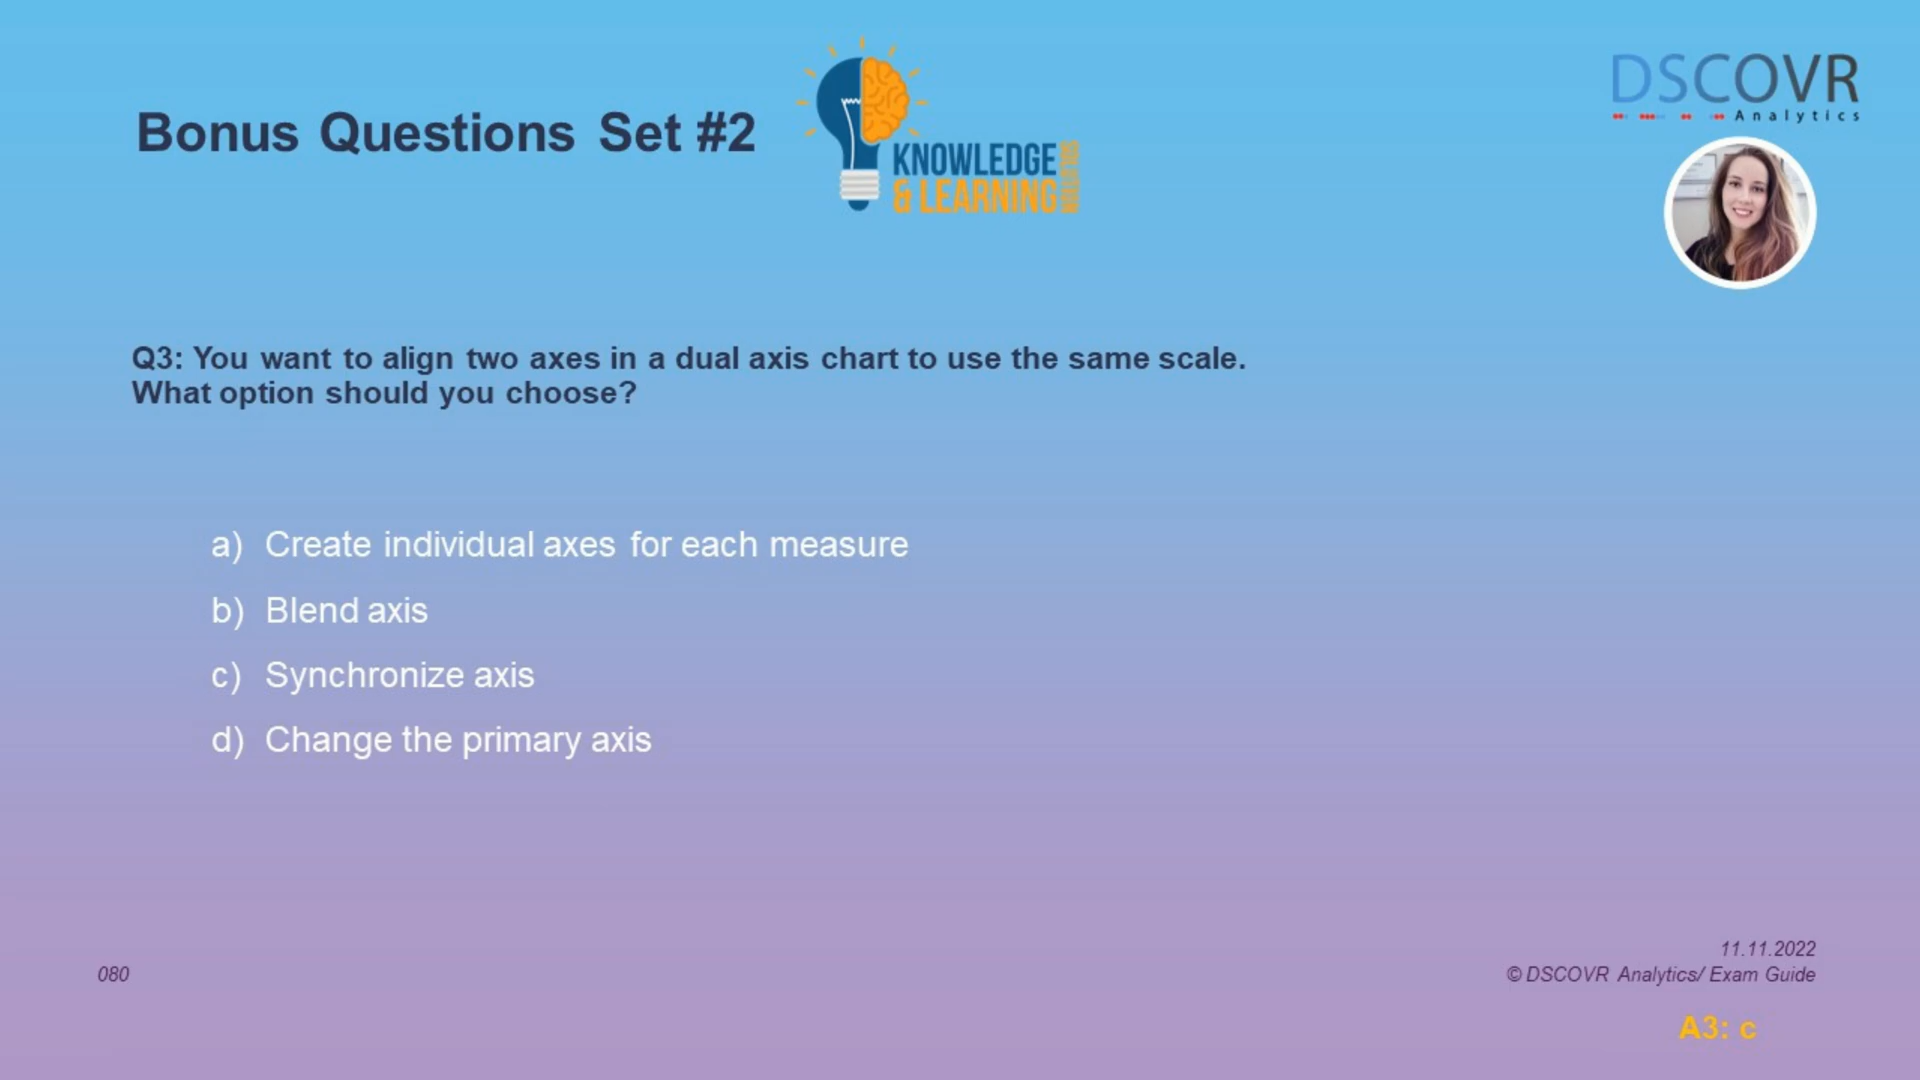 Bonus Questions Set #2
KNOWLEDGE
& LEARNING
DSCOVR
Analytics
Q3: You want to align two axes in a dual axis chart to use the same scale.
What option should you choose?
a) Create individual axes for each measure
b) Blend axis
c) Synchronize axis
d) Change the primary axis
11.11.2022
080
© DSCOVR Analytics/ Exam Guide
A3: c